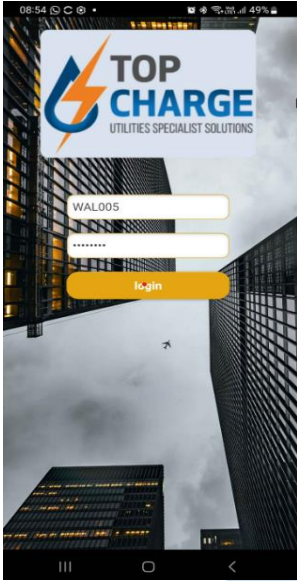 08:54 49%
TOP
CHARGE
UTILITIES SPECIALIST SOLUTIONS
WAL005
••••••••
login